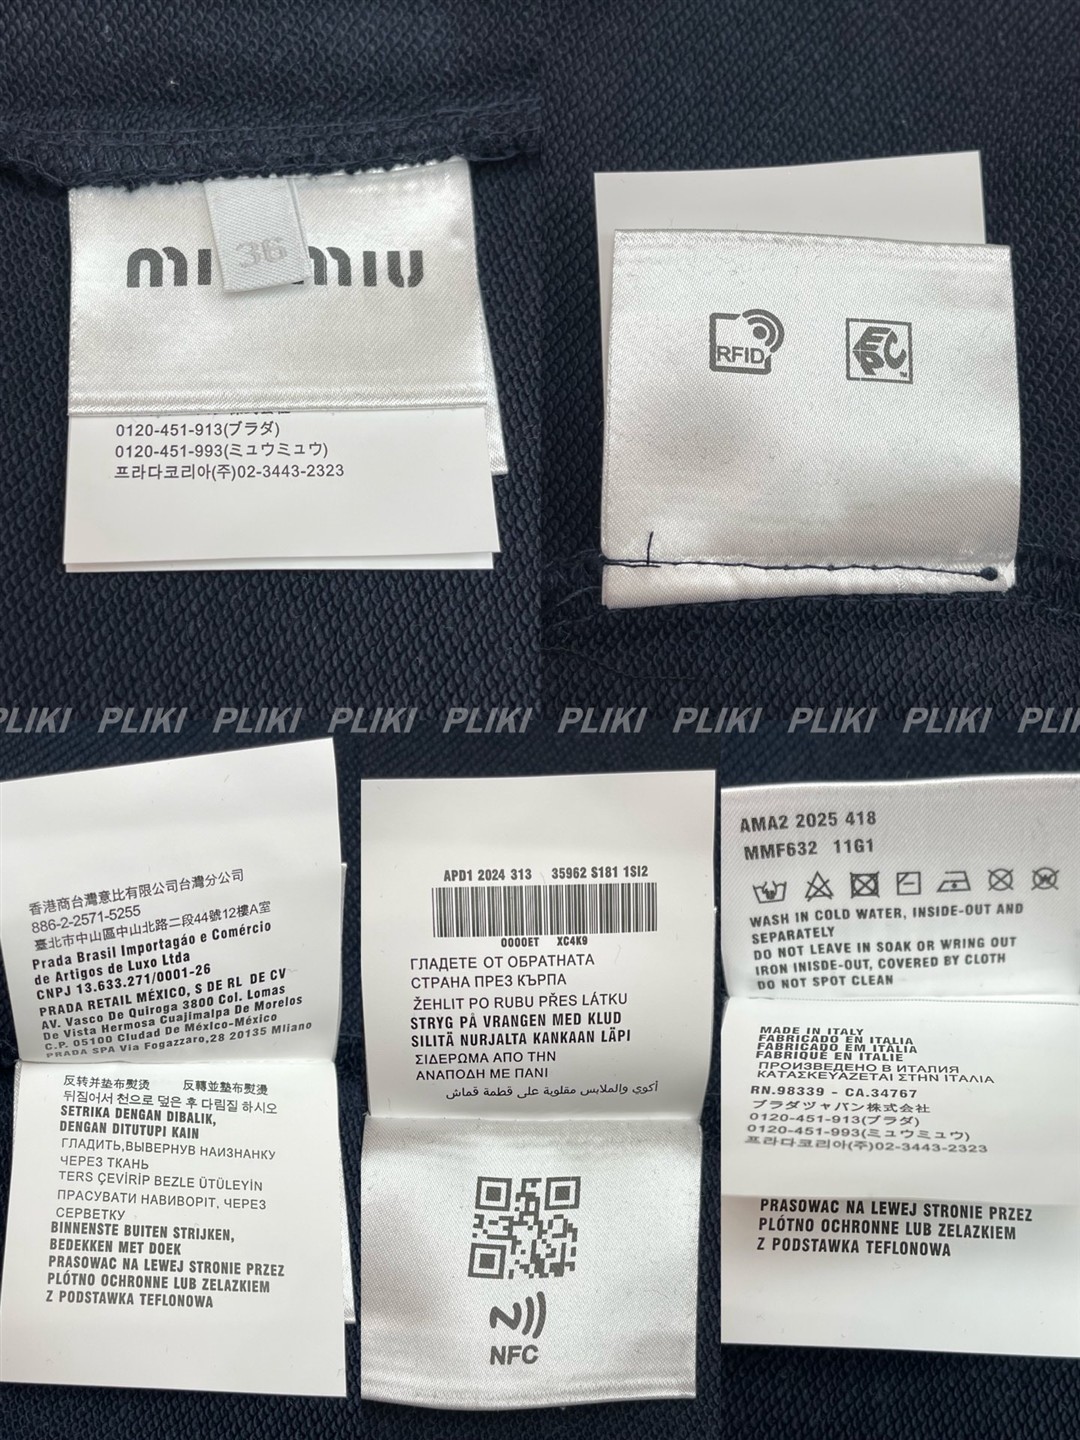 36
miu miu
0120-451-913(プラダ)
0120-451-993(ミュウミュウ)
프라다코리아(주)02-3443-2323
RFID
EPC
TM
PLIKI PLIKI PLIKI PLIKI PLIKI PLIKI PLIKI PLIKI PLIKI PLIKI
香港商台灣意比有限公司台灣分公司
886-2-2571-5255
臺北市中山區中山北路二段44號12樓A室
Prada Brasil Importagáo e Comércio
de Artigos de Luxo Ltda
CNPJ 13.633.271/0001-26
PRADA RETAIL MÉXICO, S DE RL DE CV
AV. Vasco De Quiroga 3800 Col. Lomas
De Vista Hermosa Cuajimalpa De Morelos
C.P. 05100 Cludad De México-México
PRADA SPA Via Fogazzaro,28 20135 Mliano
反转并垫布熨烫 反轉並墊布熨燙
뒤짐어서 천으로 덮은 후 다림질 하시오
SETRIKA DENGAN DIBALIK,
DENGAN DITUTUPI KAIN
ГЛАДИТЬ,ВЫВЕРНУВ НАИЗНАНКУ
ЧЕРЕЗ ТКАНЬ
TERS ÇEVİRİP BEZLE ÜTÜLEYİN
ПРАСУВАТИ НАВИВОРІТ, ЧЕРЕЗ
СЕРВЕТКУ
BINNENSTE BUITEN STRIJKEN,
BEDEKKEN MET DOEK
PRASOWAC NA LEWEJ STRONIE PRZEZ
PLÓTNO OCHRONNE LUB ZELAZKIEM
Z PODSTAWKA TEFLONOWA
APD1 2024 313 35962 S181 1SI2
0000ET XC4K9
ГЛАДЕТЕ ОТ ОБРАТНАТА
СТРАНА ПРЕЗ КЪРПА
ŽEHLIT PO RUBU PŘES LÁTKU
STRYG PÅ VRANGEN MED KLUD
SILITÄ NURJALTA KANKAAN LÄPI
ΣΙΔΕΡΩΜΑ ΑΠΟ ΤΗΝ
ΑΝΑΠΟΔΗ ΜΕ ΠΑΝΙ
أكوي والملابس مقلوبة على قطمة قماش
NFC
AMA2 2025 418
MMF632 11G1
WASH IN COLD WATER, INSIDE-OUT AND
SEPARATELY
DO NOT LEAVE IN SOAK OR WRING OUT
IRON INISDE-OUT, COVERED BY CLOTH
DO NOT SPOT CLEAN
MADE IN ITALY
FABRICADO EN ITALIA
FABRICADO EM ITÁLIA
FABRIQUÉ EN ITALIE
ПРОИЗВЕДЕНО В ИТАЛИЯ
ΚΑΤΑΣΚΕΥΑΖΕΤΑΙ ΣΤΗΝ ΙΤΑΛΙΑ
RN.98339 - CA.34767
プラダジャパン株式会社
0120-451-913(プラダ)
0120-451-993(ミュウミュウ)
프라다코리아(주)02-3443-2323
PRASOWAC NA LEWEJ STRONIE PRZEZ
PLÓTNO OCHRONNE LUB ZELAZKIEM
Z PODSTAWKA TEFLONOWA